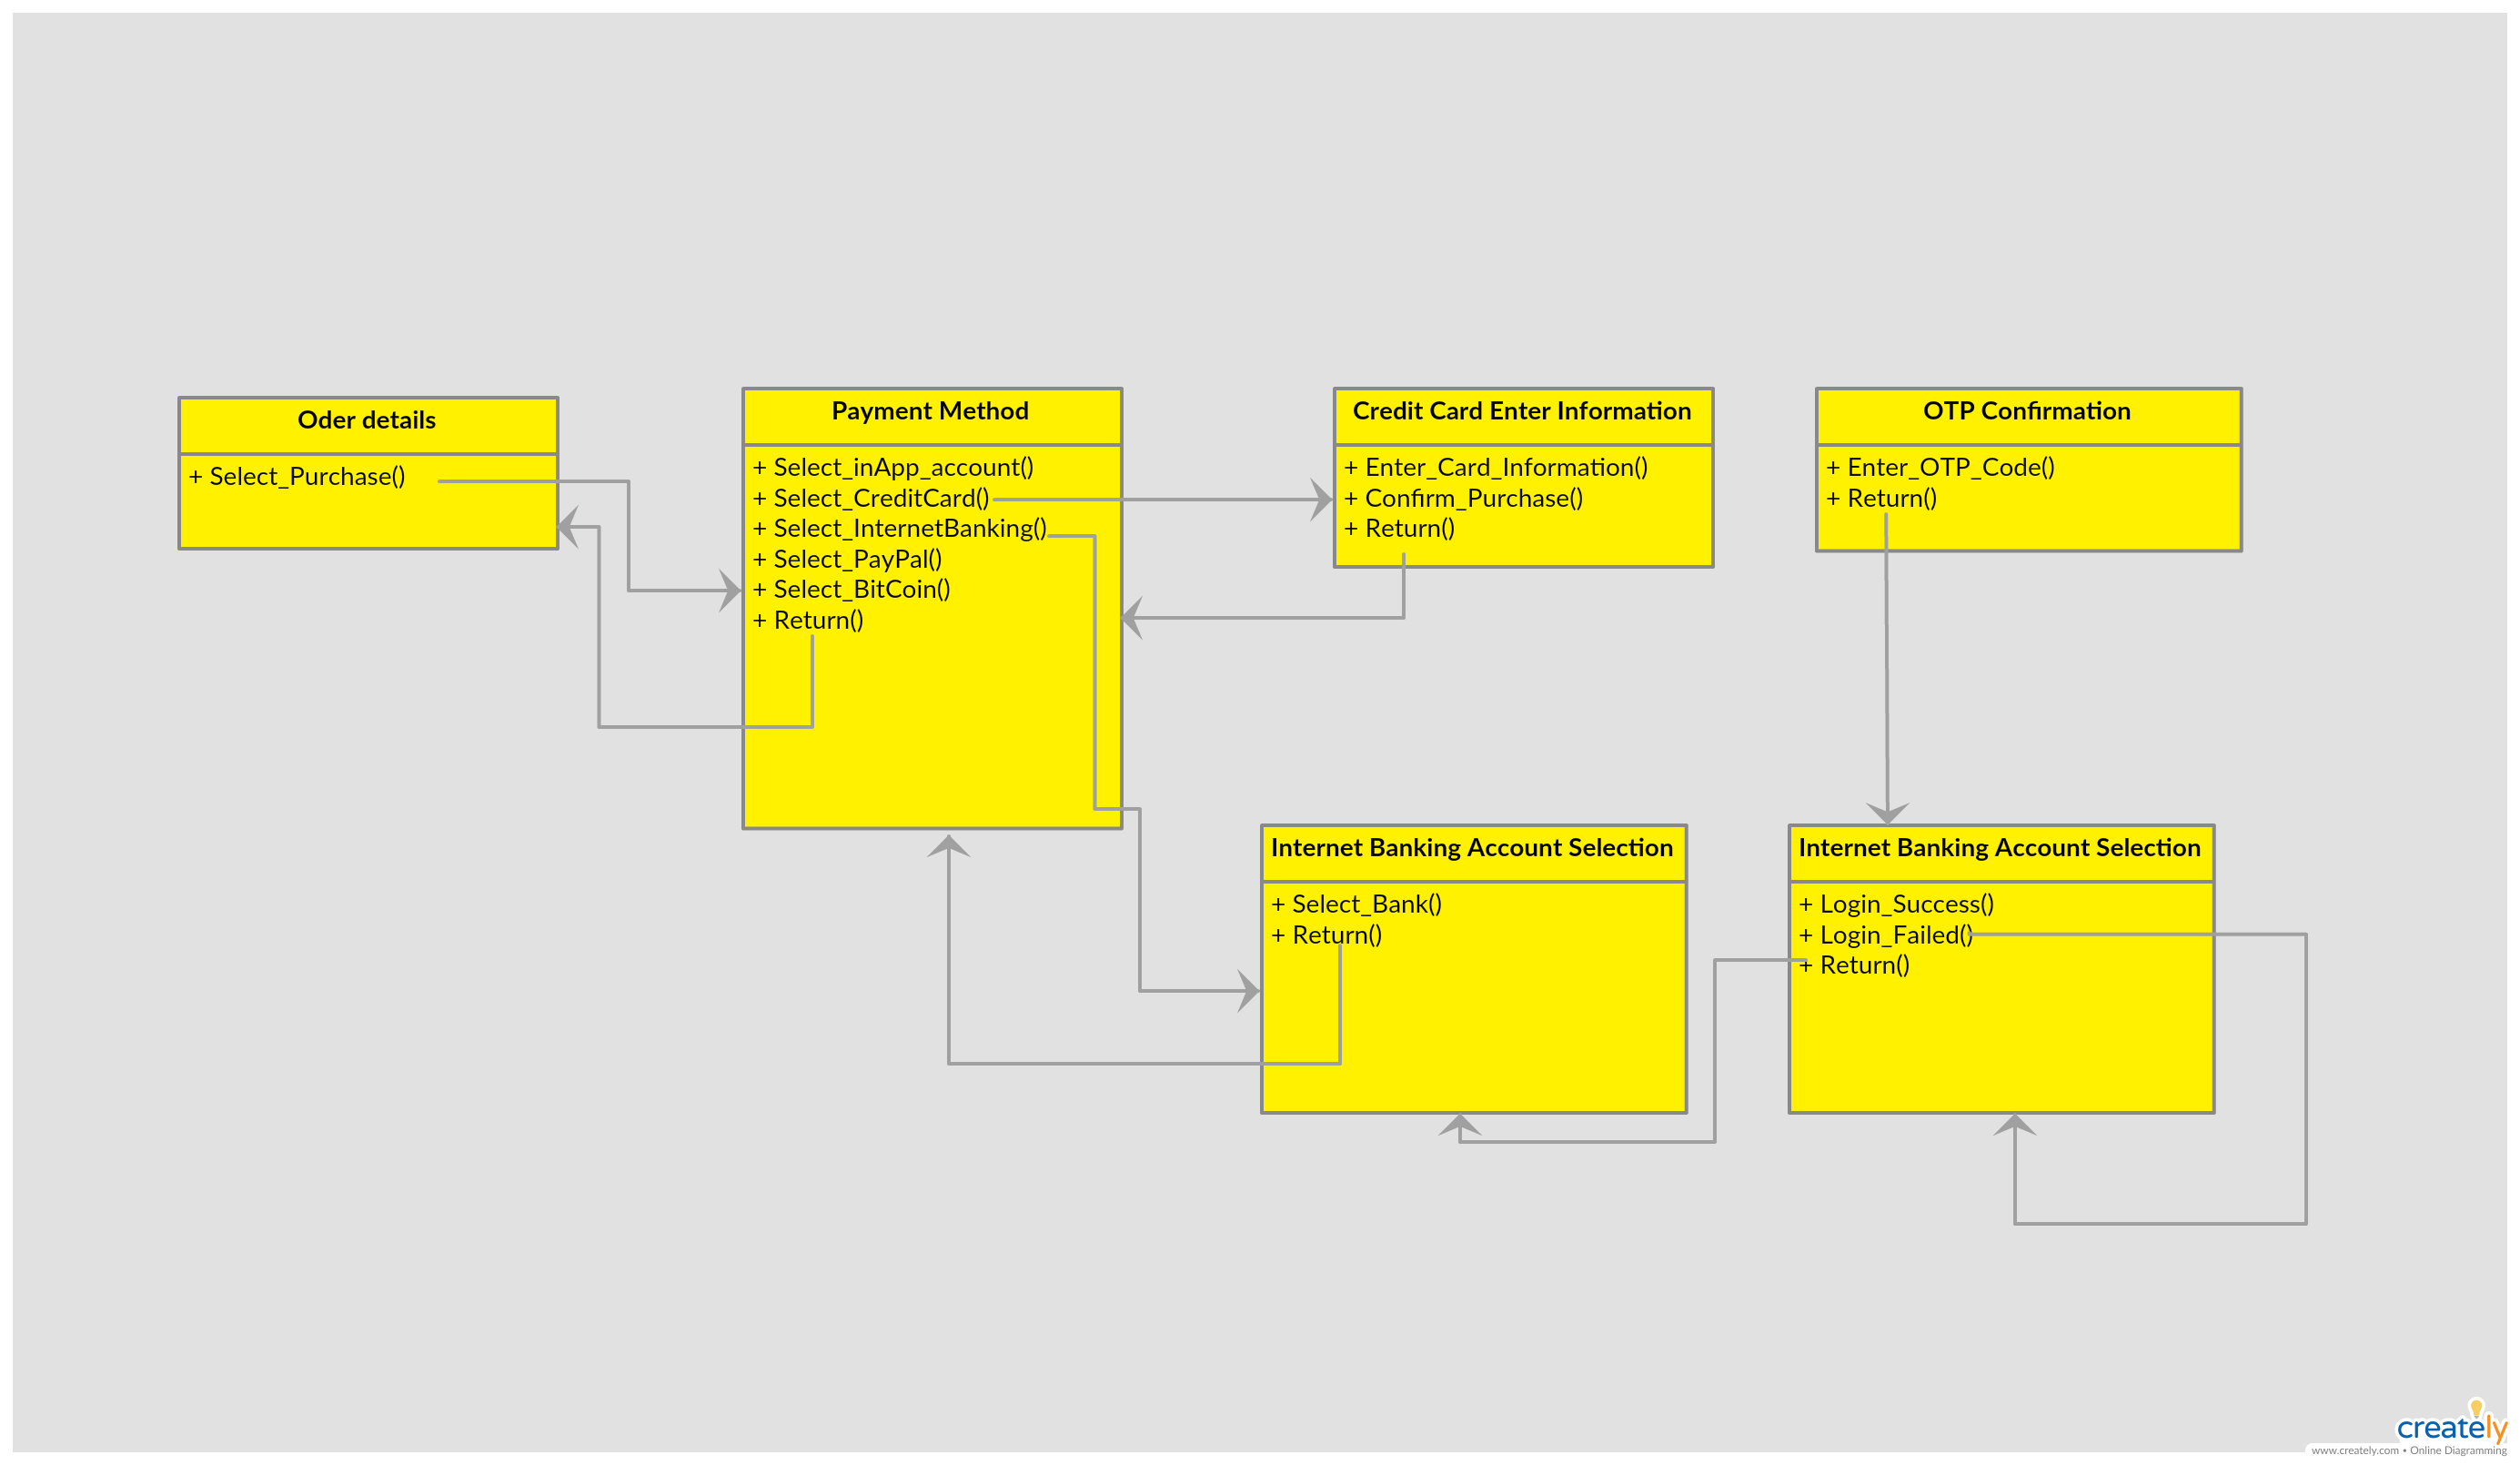 Oder details
+ Select_Purchase()
Payment Method
+ Select_inApp_account()
+ Select_CreditCard()
+ Select_InternetBanking()
+ Select_PayPal()
+ Select_BitCoin()
+ Return()
Credit Card Enter Information
+ Enter_Card_Information()
+ Confirm_Purchase()
+ Return()
OTP Confirmation
+ Enter_OTP_Code()
+ Return()
Internet Banking Account Selection
+ Select_Bank()
+ Return()
Internet Banking Account Selection
+ Login_Success()
+ Login_Failed()
+ Return()
creately
www.creately.com • Online Diagramming